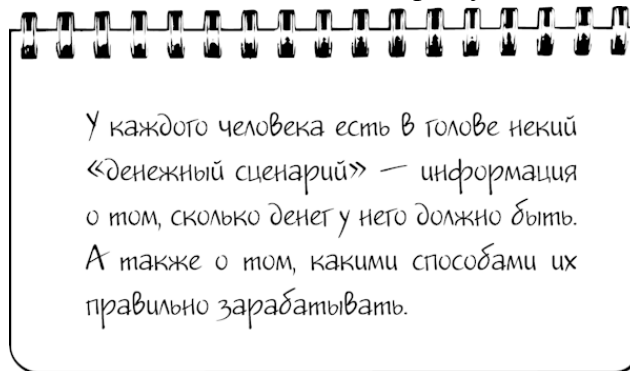 У каждого человека есть в голове некий
«денежный сценарий» — информация
о том, сколько денег у него должно быть.
А также о том, какими способами их
правильно зарабатывать.